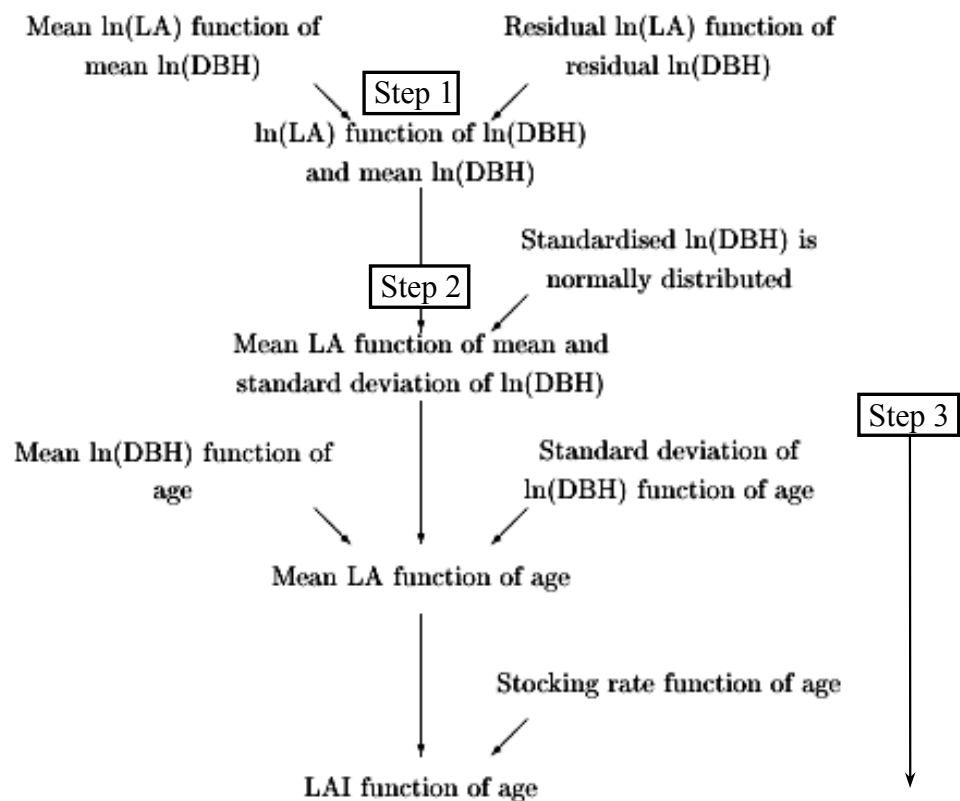 Mean ln(LA) function of
mean ln(DBH)
Residual ln(LA) function of
residual ln(DBH)
Step 1
ln(LA) function of ln(DBH)
and mean ln(DBH)
Standardised ln(DBH) is
normally distributed
Step 2
Mean LA function of mean and
standard deviation of ln(DBH)
Step 3
Mean ln(DBH) function of
age
Standard deviation of
ln(DBH) function of age
Mean LA function of age
Stocking rate function of age
LAI function of age